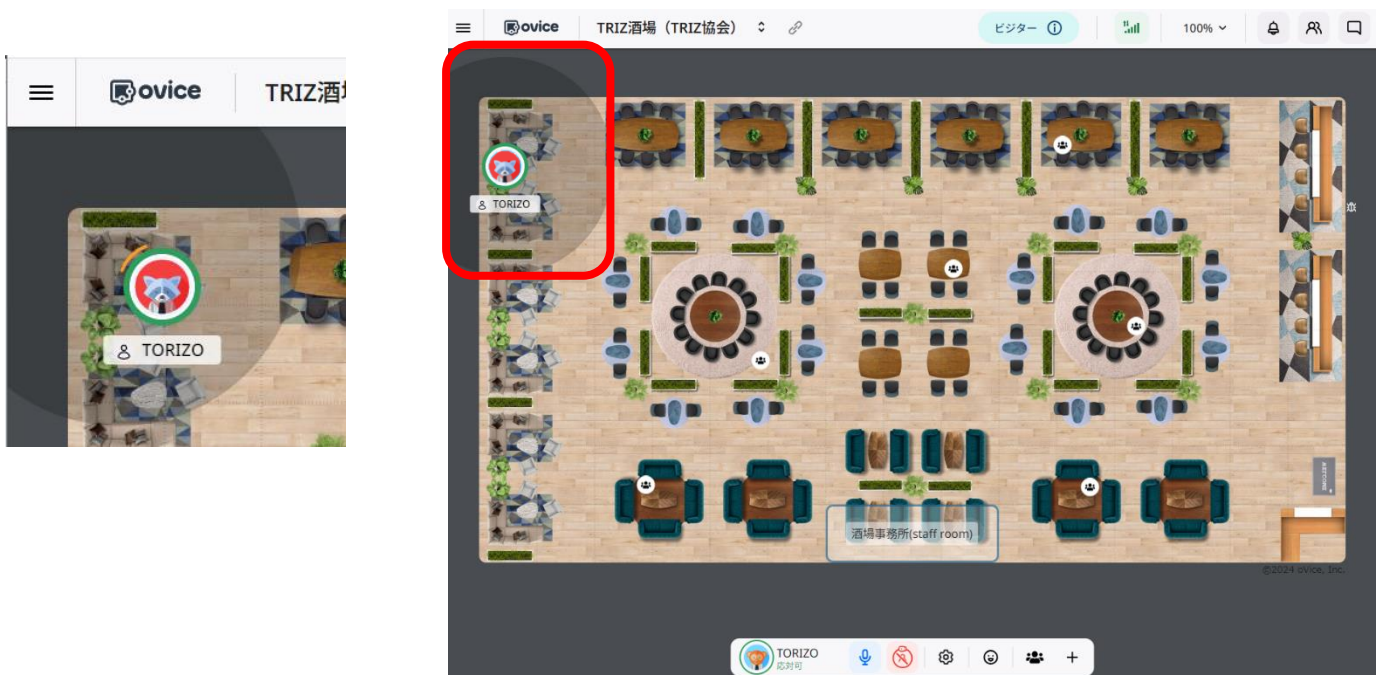 ovice
TRIZ酒
TORIZO
ovice
TRIZ酒場（TRIZ協会）
ビジター
100%
TORIZO
酒場事務所(staff room)
©2024 oVice, Inc.
TORIZO
応対可